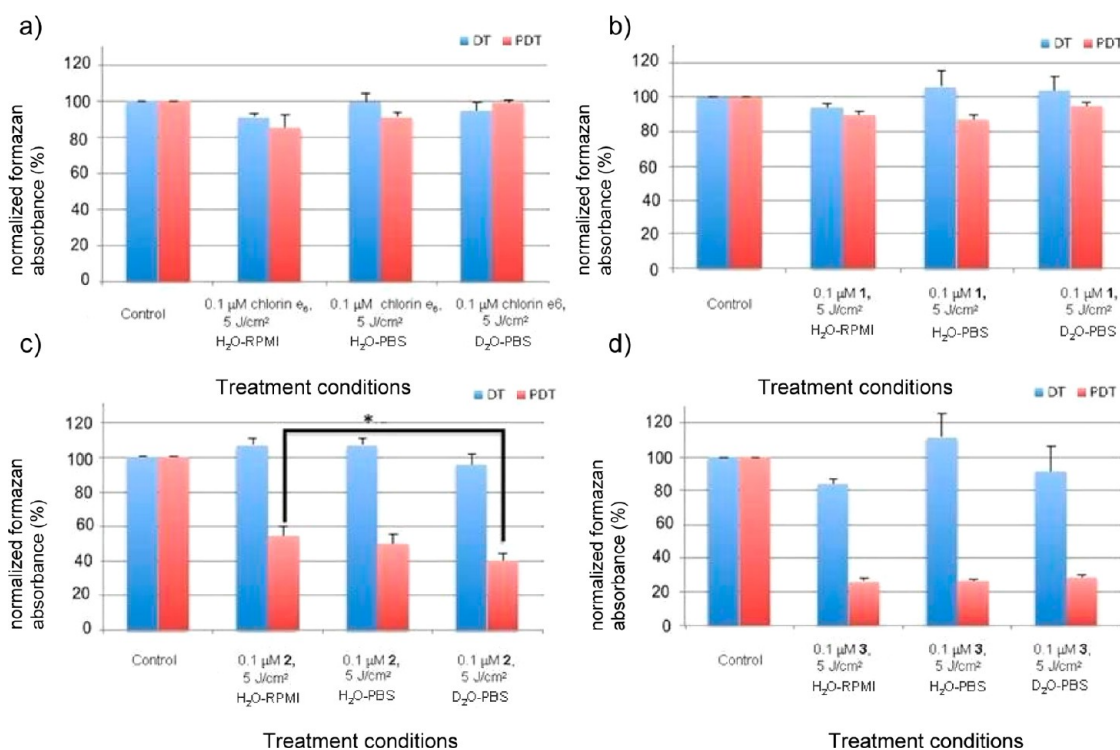 a)
DT PDT
normalized formazan
absorbance (%)
120
100
80
60
40
20
0
Control
0.1 µM chlorin e₆,
5 J/cm²
H₂O-RPMI
0.1 µM chlorin e₆,
5 J/cm²
H₂O-PBS
0.1 µM chlorin e6,
5 J/cm²
D₂O-PBS
Treatment conditions
b)
DT PDT
normalized formazan
absorbance (%)
120
100
80
60
40
20
0
Control
0.1 µM 1,
5 J/cm²
H₂O-RPMI
0.1 µM 1,
5 J/cm²
H₂O-PBS
0.1 µM 1,
5 J/cm²
D₂O-PBS
Treatment conditions
c)
DT PDT
normalized formazan
absorbance (%)
120
100
80
60
40
20
0
*
Control
0.1 µM 2,
5 J/cm²
H₂O-RPMI
0.1 µM 2,
5 J/cm²
H₂O-PBS
0.1 µM 2,
5 J/cm²
D₂O-PBS
Treatment conditions
d)
DT PDT
normalized formazan
absorbance (%)
120
100
80
60
40
20
0
Control
0.1 µM 3,
5 J/cm²
H₂O-RPMI
0.1 µM 3,
5 J/cm²
H₂O-PBS
0.1 µM 3,
5 J/cm²
D₂O-PBS
Treatment conditions